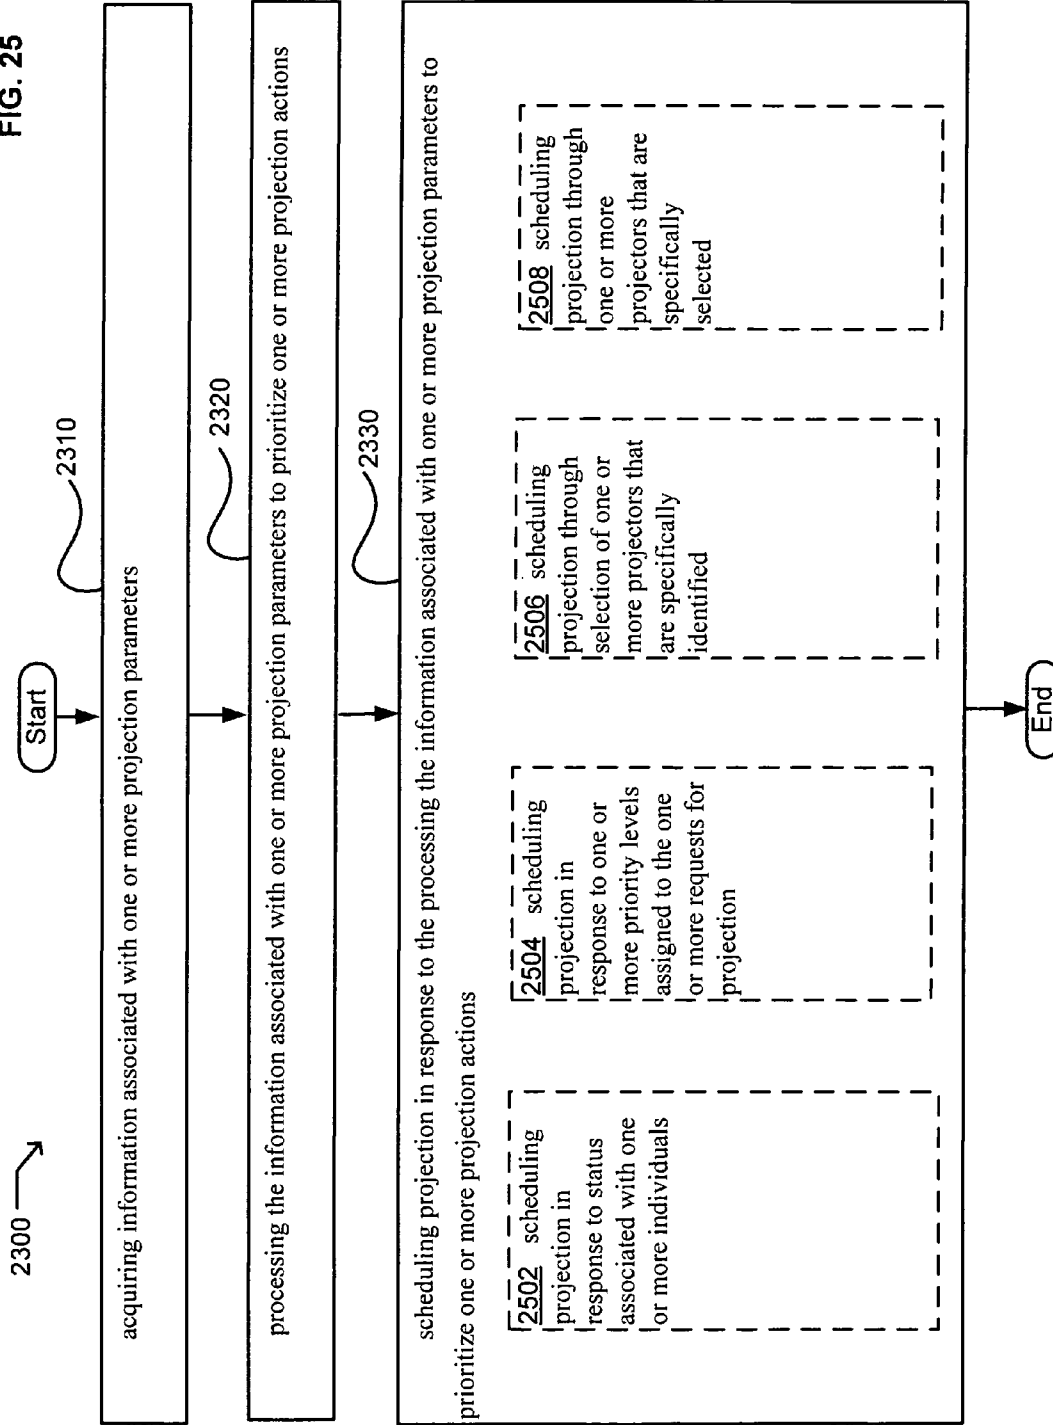 FIG. 25
2300
Start
2310
acquiring information associated with one or more projection parameters
2320
processing the information associated with one or more projection parameters to prioritize one or more projection actions
2330
scheduling projection in response to the processing the information associated with one or more projection parameters to
prioritize one or more projection actions
2502 scheduling
projection in
response to status
associated with one
or more individuals
2504 scheduling
projection in
response to one or
more priority levels
assigned to the one
or more requests for
projection
2506 scheduling
projection through
selection of one or
more projectors that
are specifically
identified
2508 scheduling
projection through
one or more
projectors that are
specifically
selected
End